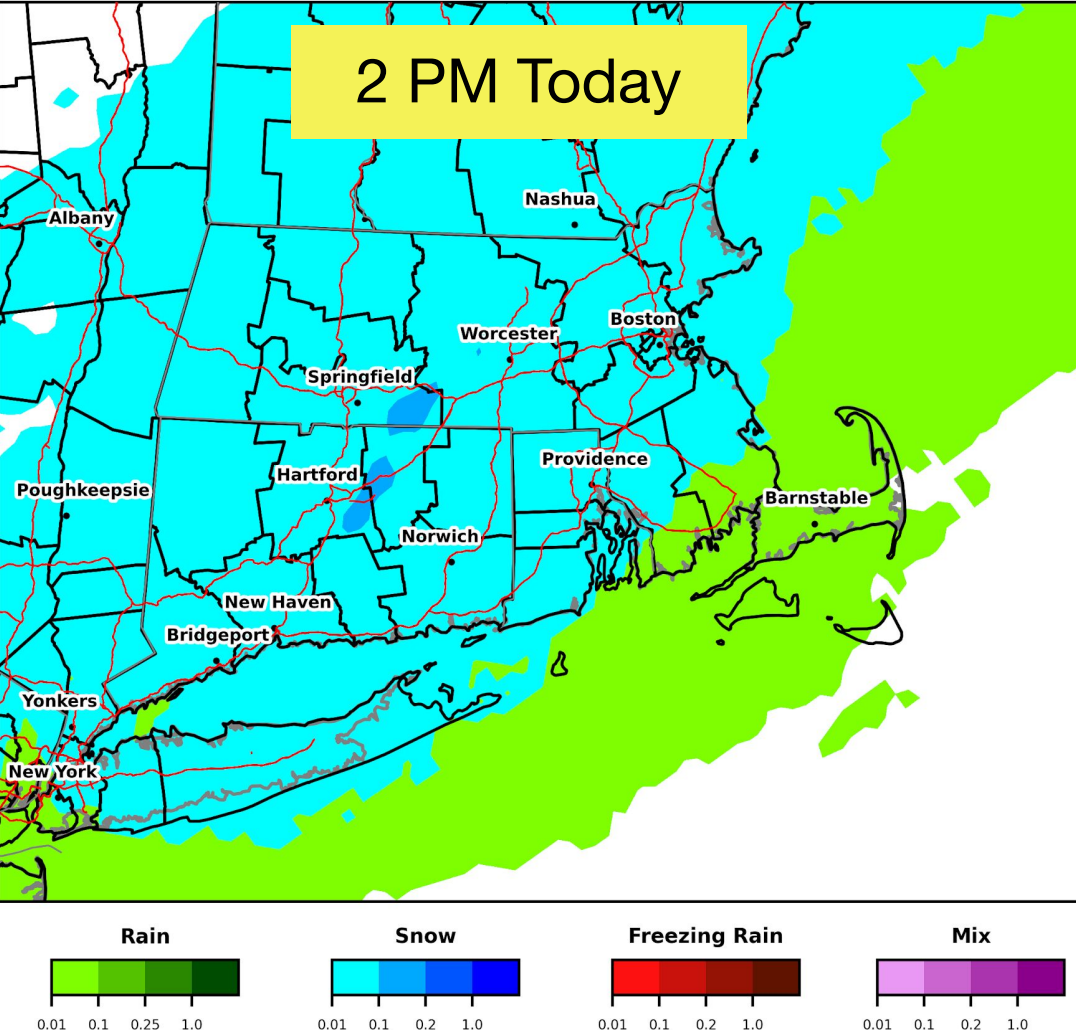 2 PM Today
Nashua
Albany
Boston
Worcester
Springfield
Providence
Hartford
Poughkeepsie
Barnstable
Norwich
New Haven
Bridgeport
Yonkers
New York
Rain Snow Freezing Rain Mix
0.01 0.1 0.25 1.0 0.01 0.1 0.2 1.0 0.01 0.1 0.2 1.0 0.01 0.1 0.2 1.0